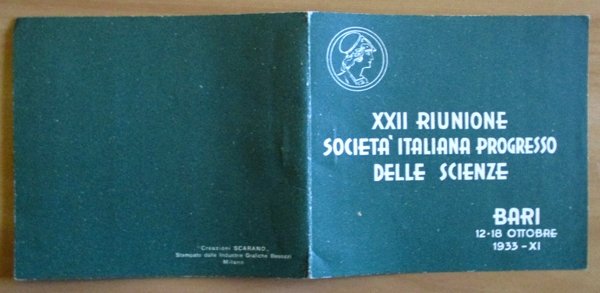 XXII RIUNIONE
SOCIETA' ITALIANA PROGRESSO
DELLE SCIENZE
BARI
12-18 OTTOBRE
1933-XI
"Creazioni SCARANO"
Stampato dalle Industrie Grafiche Besozzi
Milano